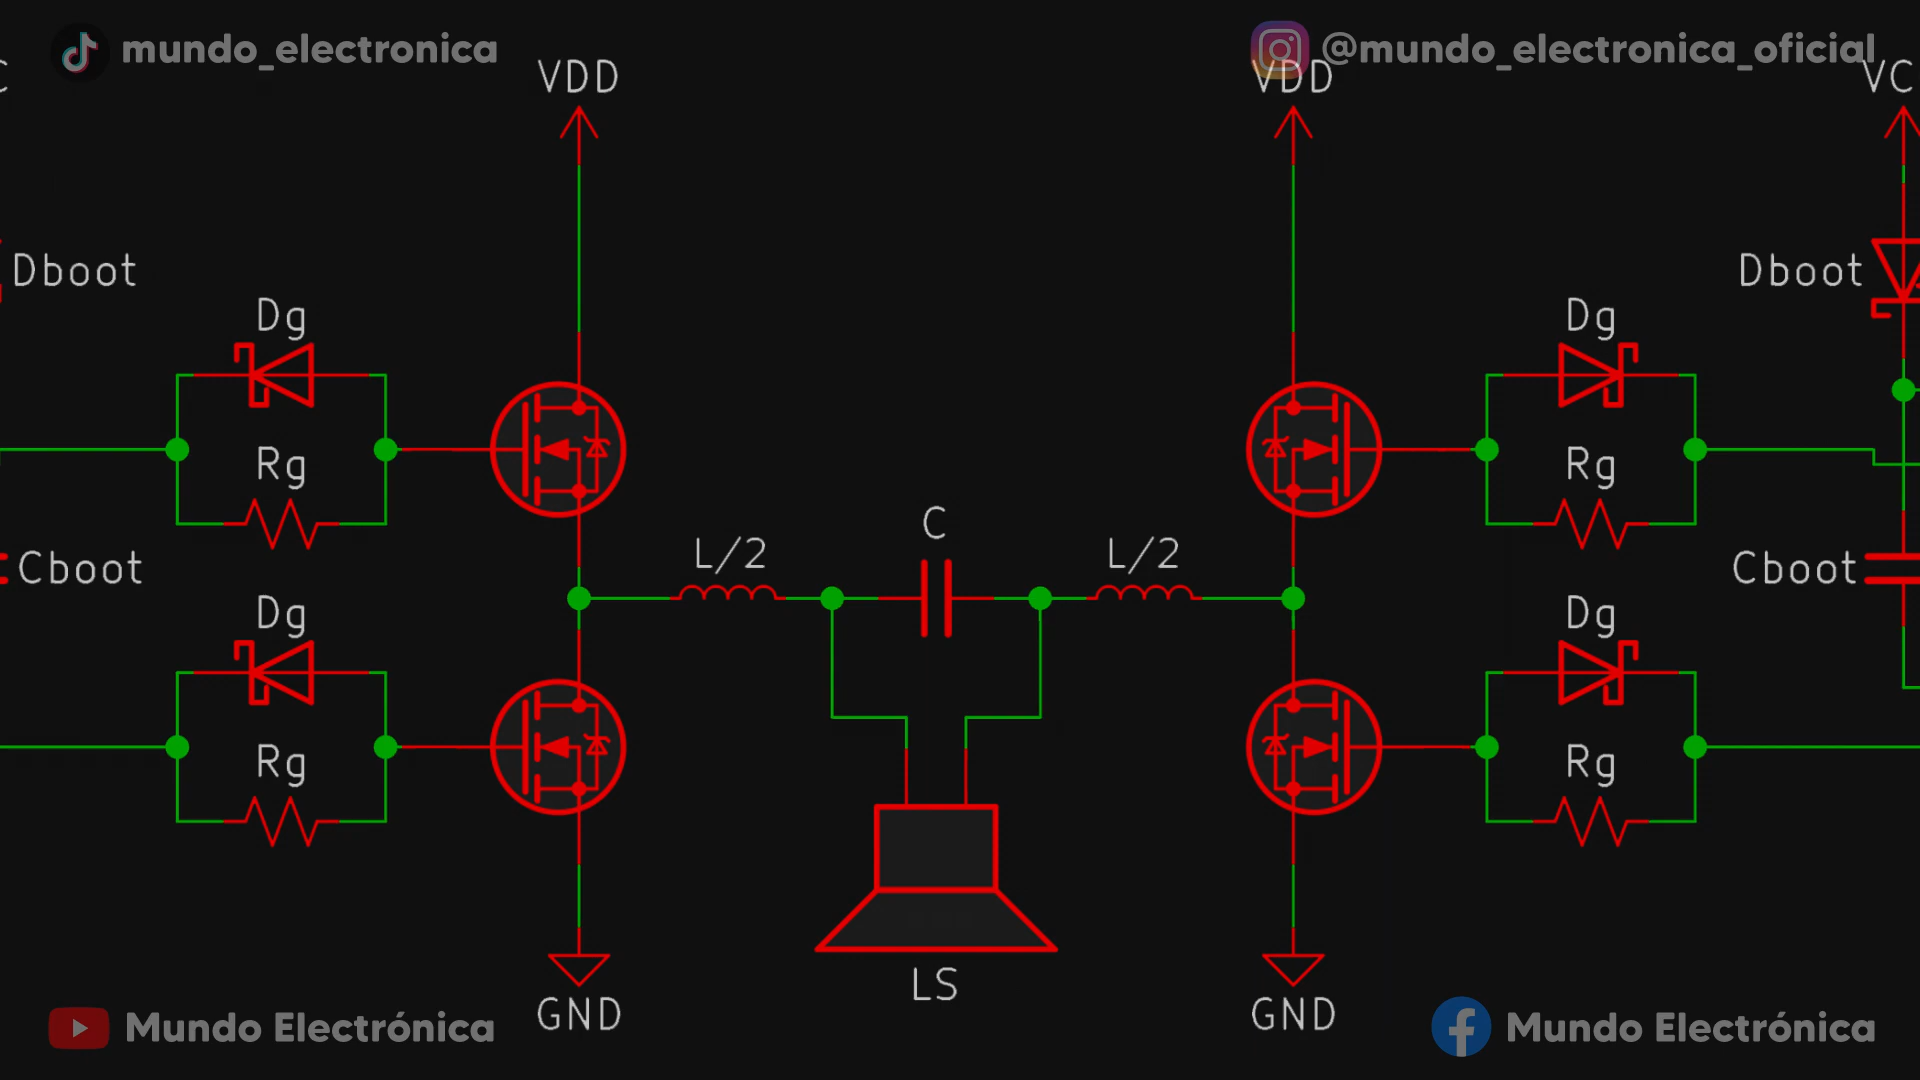 mundo_electronica
@mundo_electronica_oficial
C
VDD
VDD
VC
Dboot
Dboot
Dg
Dg
Rg
Rg
C
L/2
L/2
Cboot
Cboot
Dg
Dg
Rg
Rg
LS
GND
GND
Mundo Electrónica
Mundo Electrónica